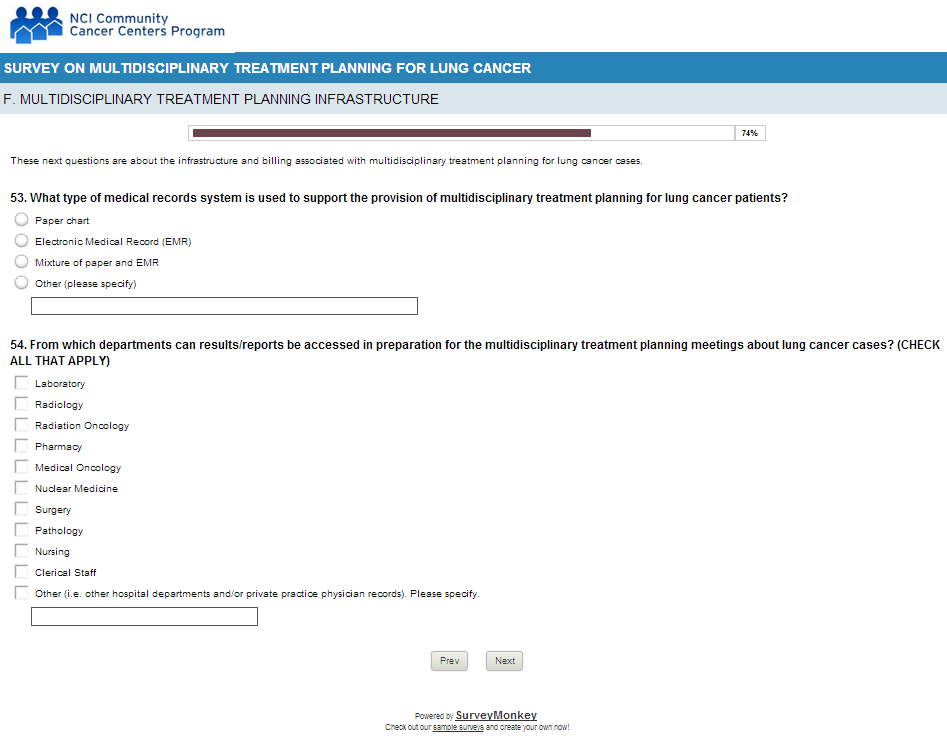 NCI Community
Cancer Centers Program
SURVEY ON MULTIDISCIPLINARY TREATMENT PLANNING FOR LUNG CANCER
F. MULTIDISCIPLINARY TREATMENT PLANNING INFRASTRUCTURE
74%
These next questions are about the infrastructure and billing associated with multidisciplinary treatment planning for lung cancer cases.
53. What type of medical records system is used to support the provision of multidisciplinary treatment planning for lung cancer patients?
Paper chart
Electronic Medical Record (EMR)
Mixture of paper and EMR
Other (please specify)
54. From which departments can results/reports be accessed in preparation for the multidisciplinary treatment planning meetings about lung cancer cases? (CHECK
ALL THAT APPLY)
Laboratory
Radiology
Radiation Oncology
Pharmacy
Medical Oncology
Nuclear Medicine
Surgery
Pathology
Nursing
Clerical Staff
Other (i.e. other hospital departments and/or private practice physician records). Please specify.
Prev Next
Powered by SurveyMonkey
Check out our sample surveys and create your own now!